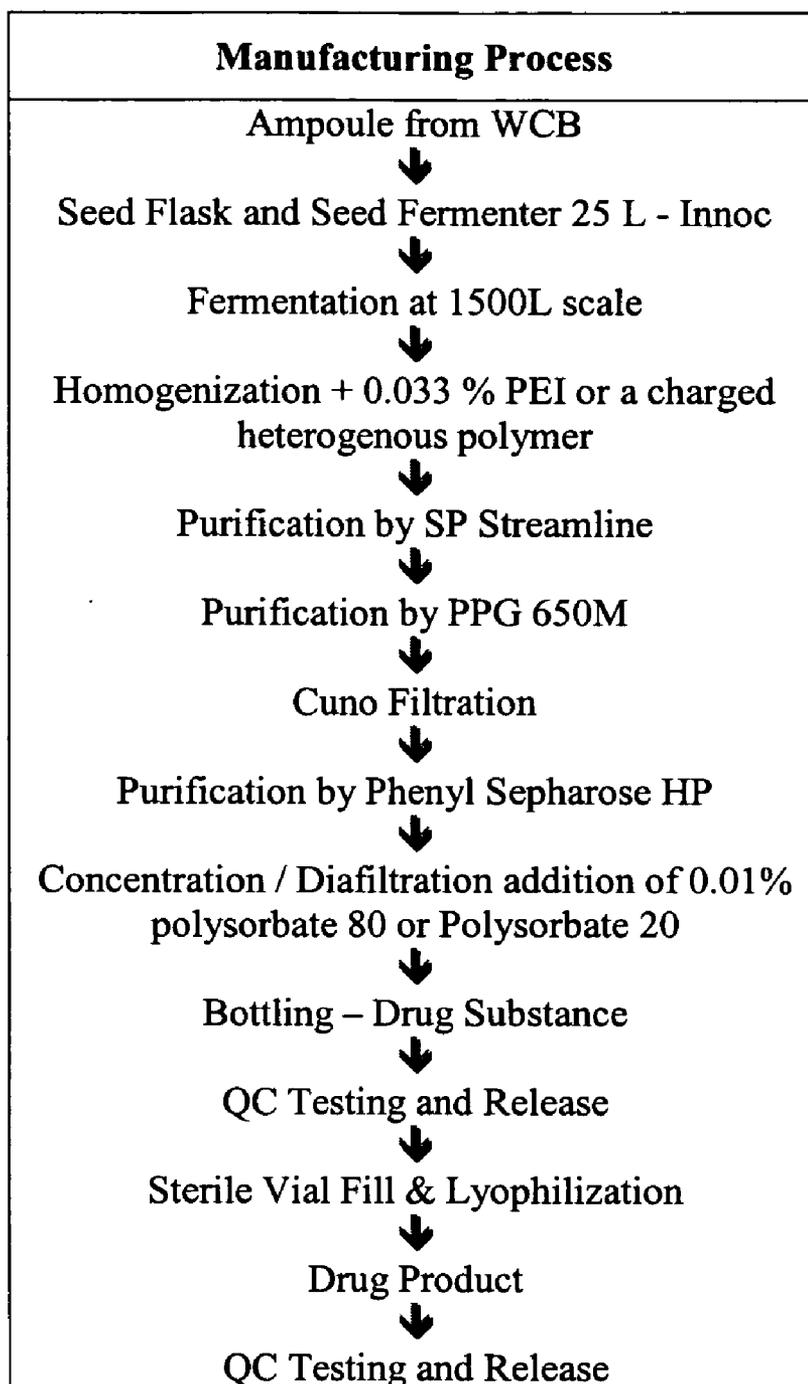 Manufacturing Process
Ampoule from WCB
Seed Flask and Seed Fermenter 25 L - Innoc
Fermentation at 1500L scale
Homogenization + 0.033 % PEI or a charged
heterogenous polymer
Purification by SP Streamline
Purification by PPG 650M
Cuno Filtration
Purification by Phenyl Sepharose HP
Concentration / Diafiltration addition of 0.01%
polysorbate 80 or Polysorbate 20
Bottling – Drug Substance
QC Testing and Release
Sterile Vial Fill & Lyophilization
Drug Product
QC Testing and Release